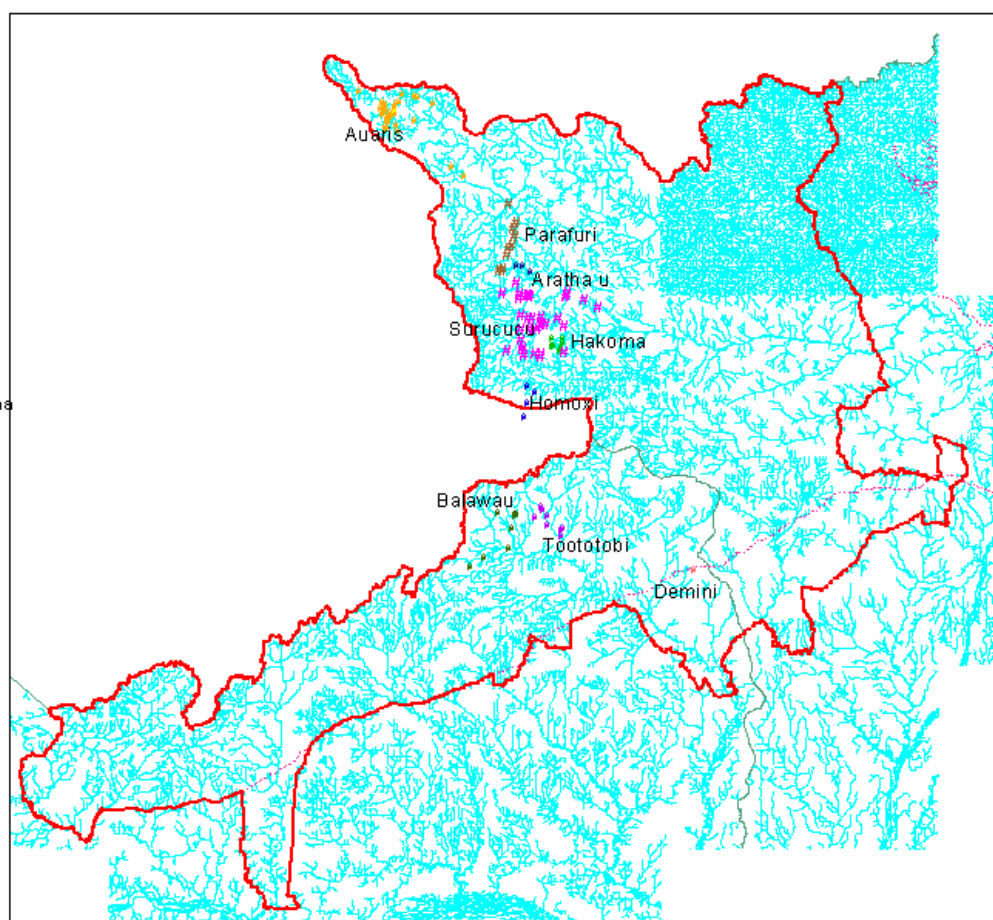 Auaris
Parafuri
Aratha u
Surucucu
Hakoma
Homoxi
Balawau
Toototobi
Demini